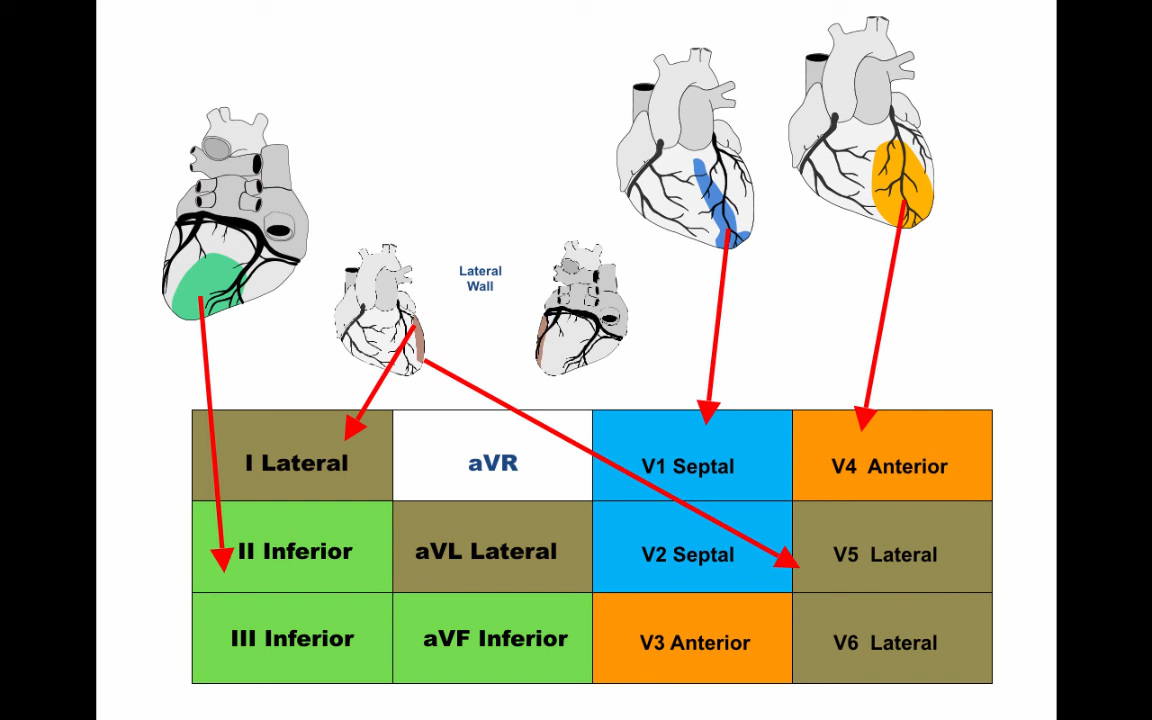 Lateral
Wall
I Lateral
aVR
V1 Septal
V4 Anterior
II Inferior
aVL Lateral
V2 Septal
V5 Lateral
III Inferior
aVF Inferior
V3 Anterior
V6 Lateral